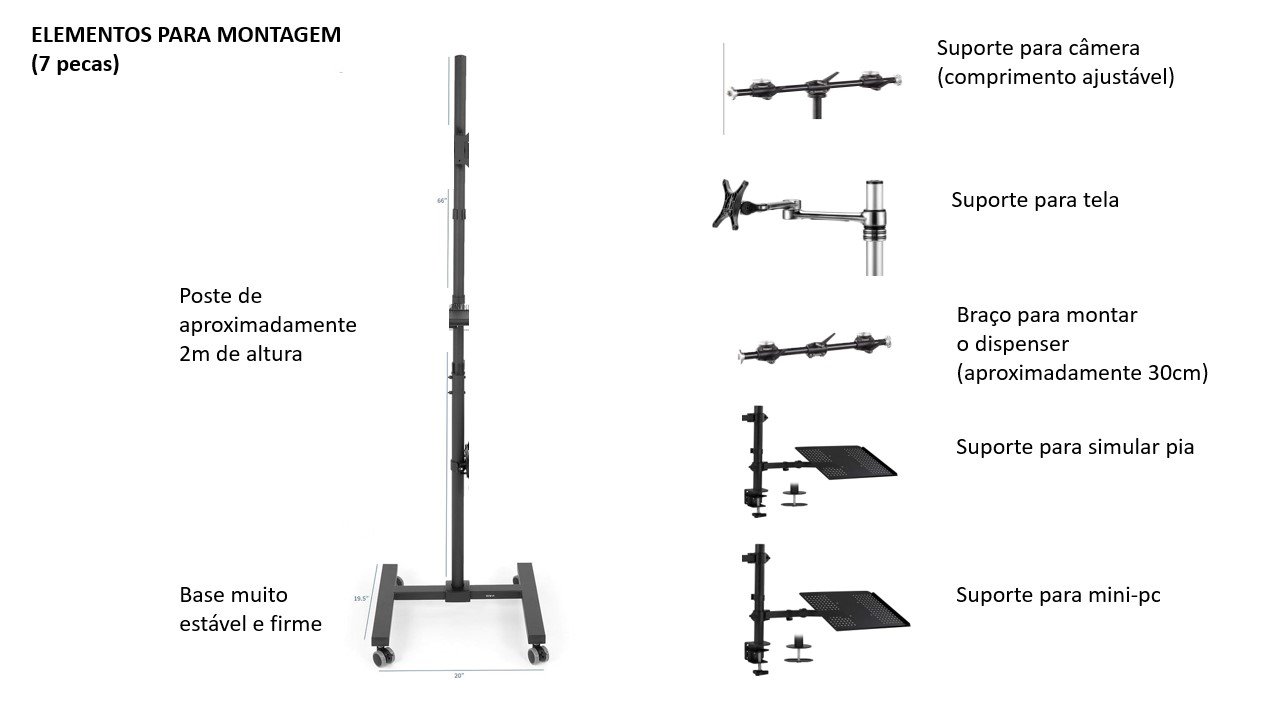 ELEMENTOS PARA MONTAGEM
(7 pecas)
Suporte para câmera
(comprimento ajustável)
66"
Suporte para tela
Poste de
aproximadamente
2m de altura
Braço para montar
o dispenser
(aproximadamente 30cm)
Suporte para simular pia
Base muito
estável e firme
19.5"
20"
Suporte para mini-pc